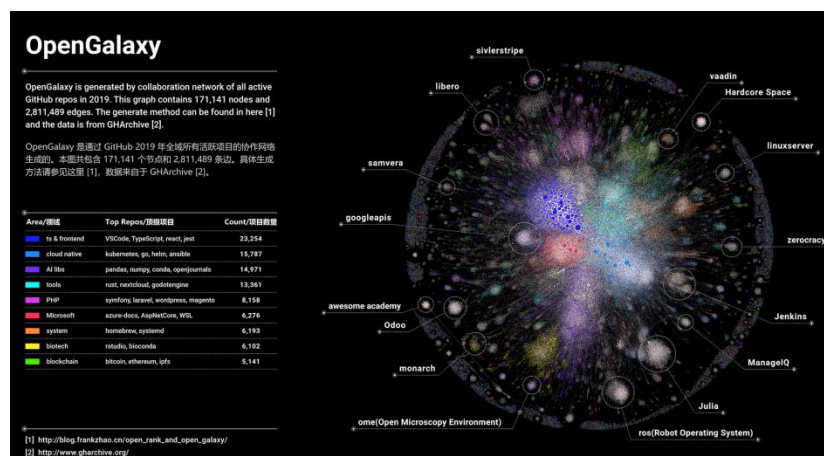 OpenGalaxy
OpenGalaxy is generated by collaboration network of all active
GitHub repos in 2019. This graph contains 171,141 nodes and
2,811,489 edges. The generate method can be found in here [1]
and the data is from GHArchive [2].
OpenGalaxy 是通过 GitHub 2019 年全域所有活跃项目的协作网络
生成的。本图共包含 171,141 个节点和 2,811,489 条边。具体生成
方法请参见这里 [1]，数据来自于 GHArchive [2]。
Area/领域 Top Repos/顶级项目 Count/项目数量
ts & frontend VSCode, TypeScript, react, jest 23,254
cloud native kubernetes, go, helm, ansible 15,787
AI libs pandas, numpy, conda, openjournals 14,971
tools rust, nextcloud, godotengine 13,361
PHP symfony, laravel, wordpress, magento 8,158
Microsoft azure-docs, AspNetCore, WSL 6,276
system homebrew, systemd 6,193
biotech rstudio, bioconda 6,102
blockchain bitcoin, ethereum, ipfs 5,141
[1] http://blog.frankzhao.cn/open_rank_and_open_galaxy/
[2] http://www.gharchive.org/
sivlerstripe
libero
samvera
googleapis
awesome academy
Odoo
monarch
ome(Open Microscopy Environment)
vaadin
Hardcore Space
linuxserver
zerocracy
Jenkins
ManageIQ
Julia
ros(Robot Operating System)